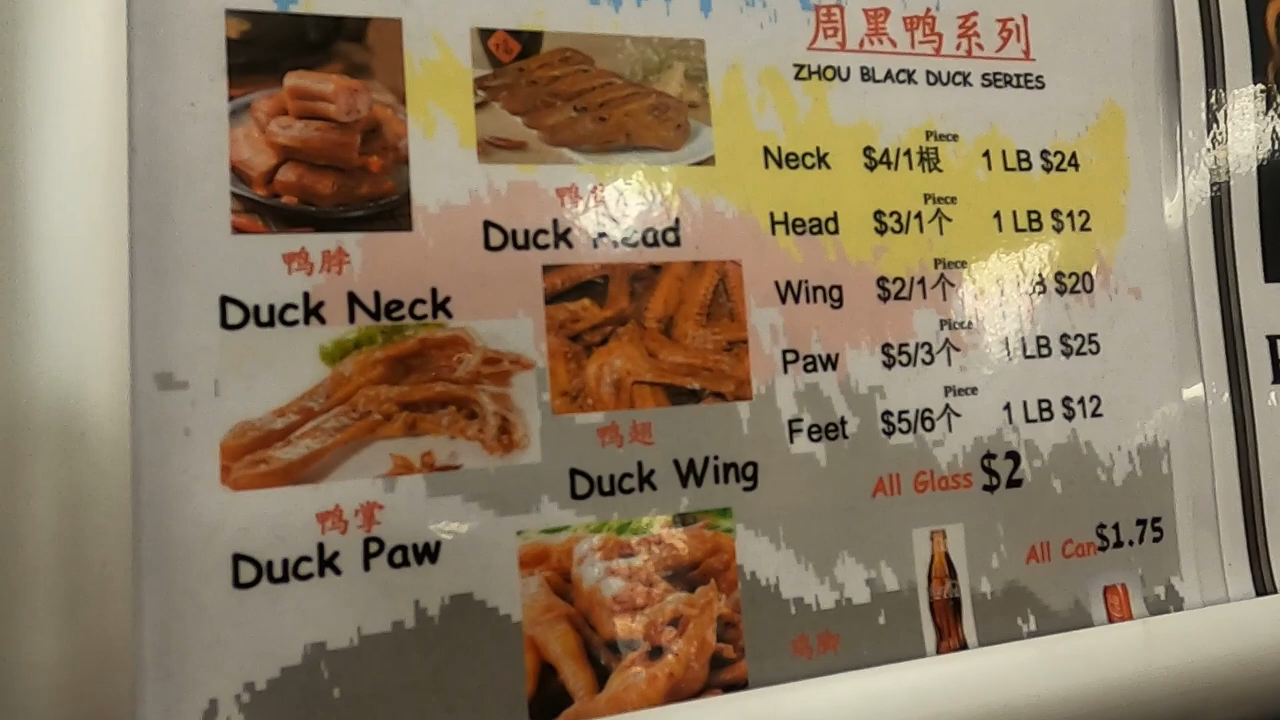 周黑鸭系列
ZHOU BLACK DUCK SERIES
Piece
Neck $4/1根 1 LB $24
Piece
Head $3/1个 1 LB $12
Piece
Wing $2/1个 LB $20
Piece
Paw $5/3个 1 LB $25
Piece
Feet $5/6个 1 LB $12
All Glass $2
All Can $1.75
鸭脖
Duck Neck
鸭
Duck Head
鸭掌
Duck Paw
鸭翅
Duck Wing
鸡脚
福